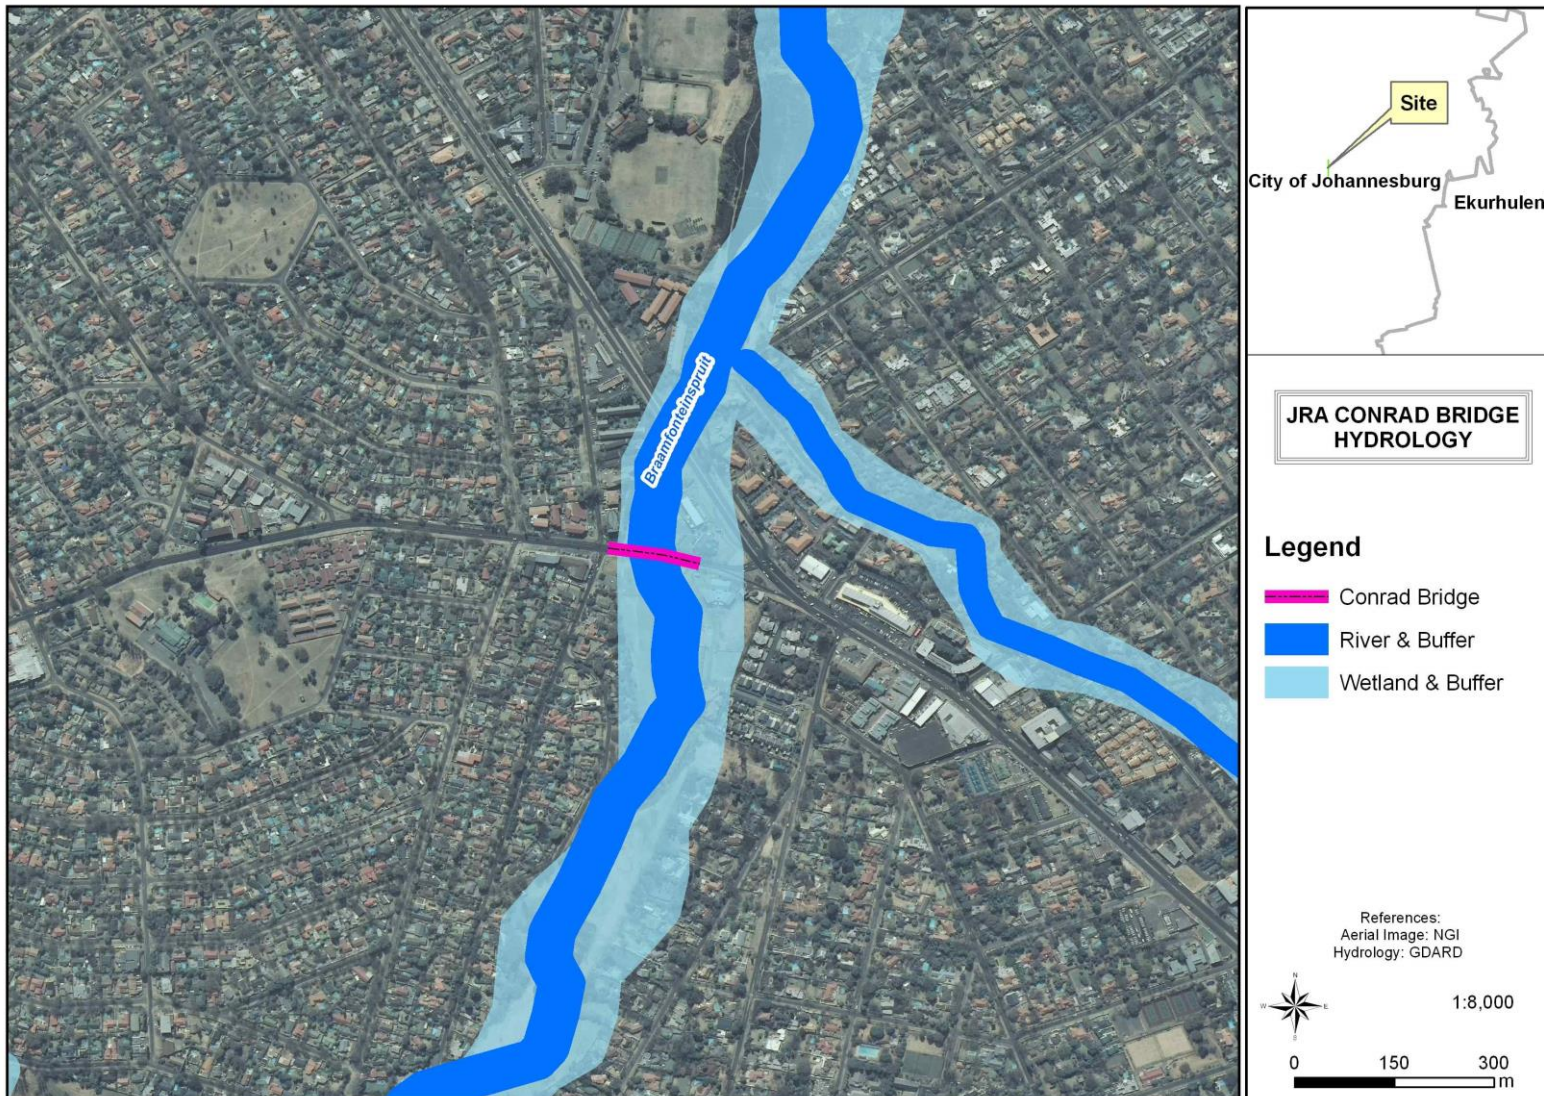 Braamfonteinspruit
Site
City of Johannesburg
Ekurhulen
JRA CONRAD BRIDGE
HYDROLOGY
Legend
Conrad Bridge
River & Buffer
Wetland & Buffer
References:
Aerial Image: NGI
Hydrology: GDARD
N
W
E
S
1:8,000
0 150 300
m